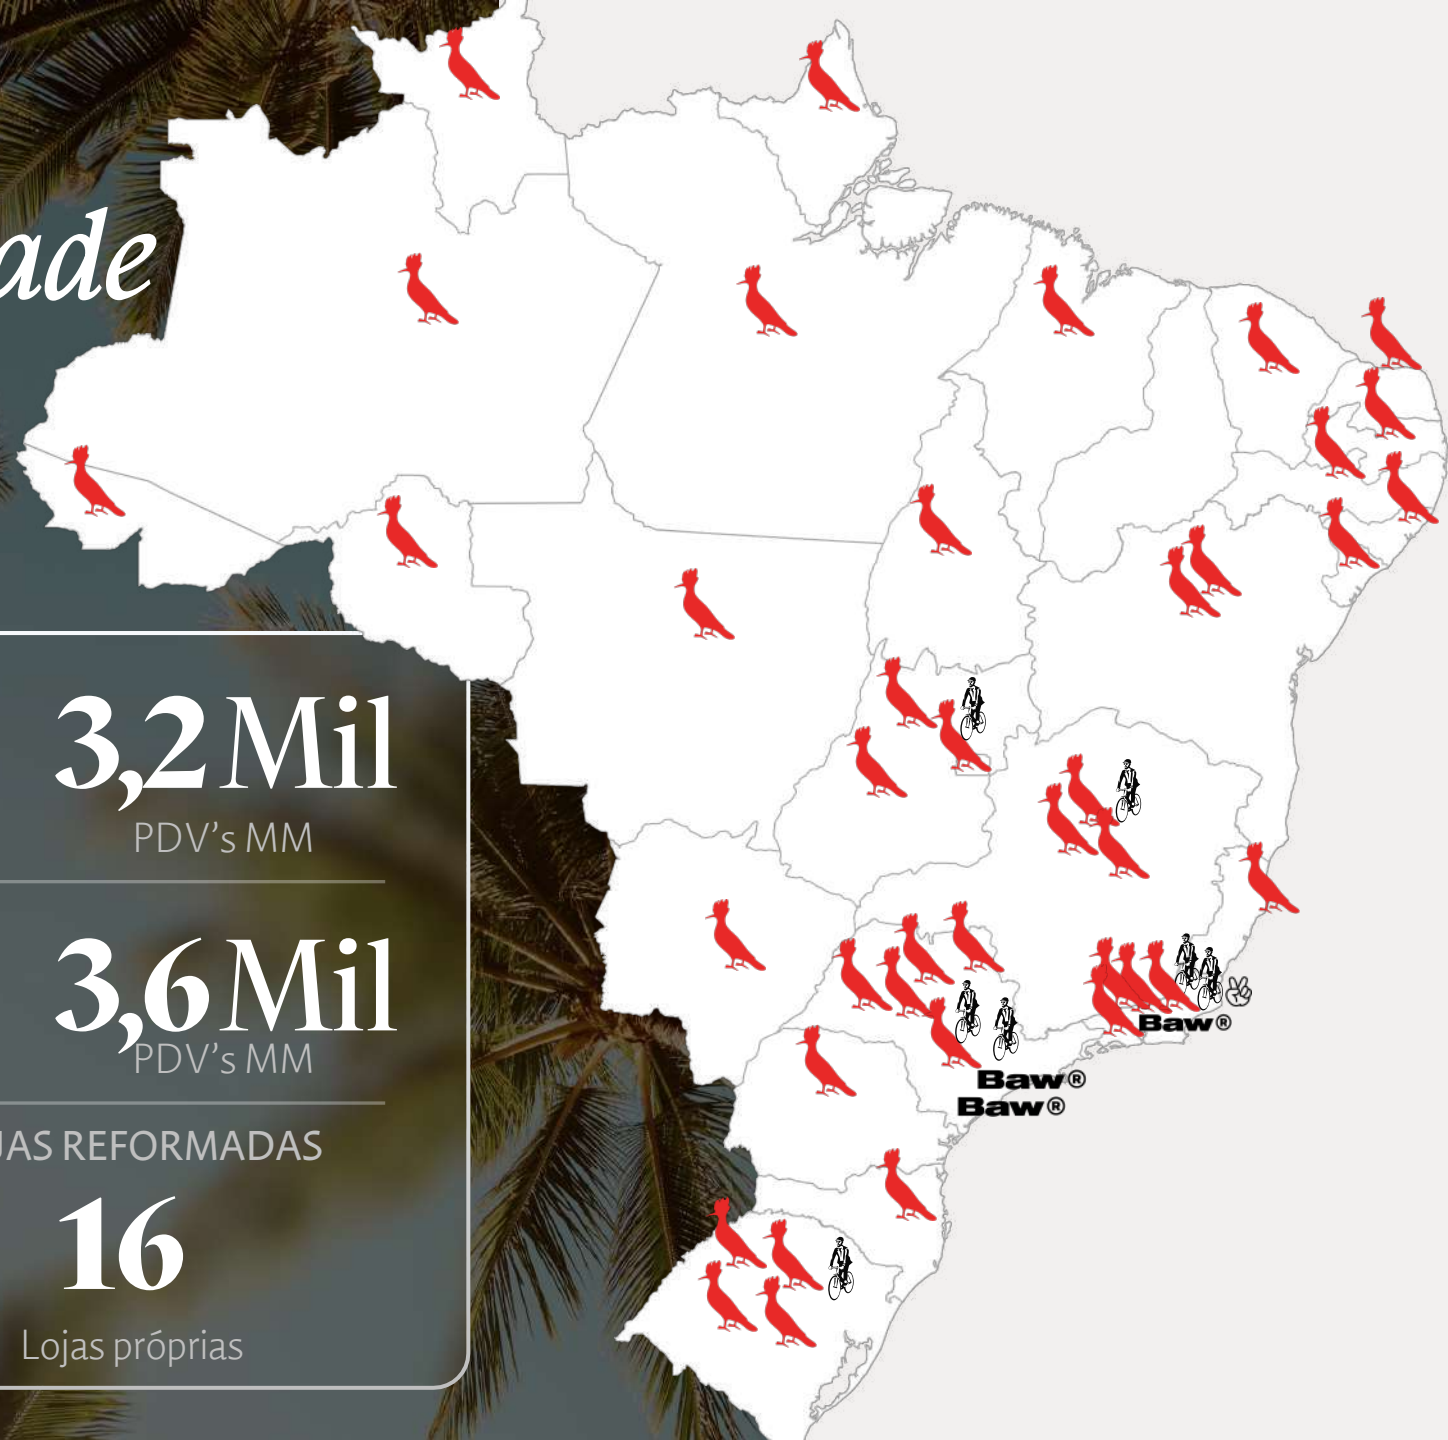 ade
3,2 Mil
PDV’s MM
3,6 Mil
PDV’s MM
JAS REFORMADAS
16
Lojas próprias
Baw®
Baw®
Baw®